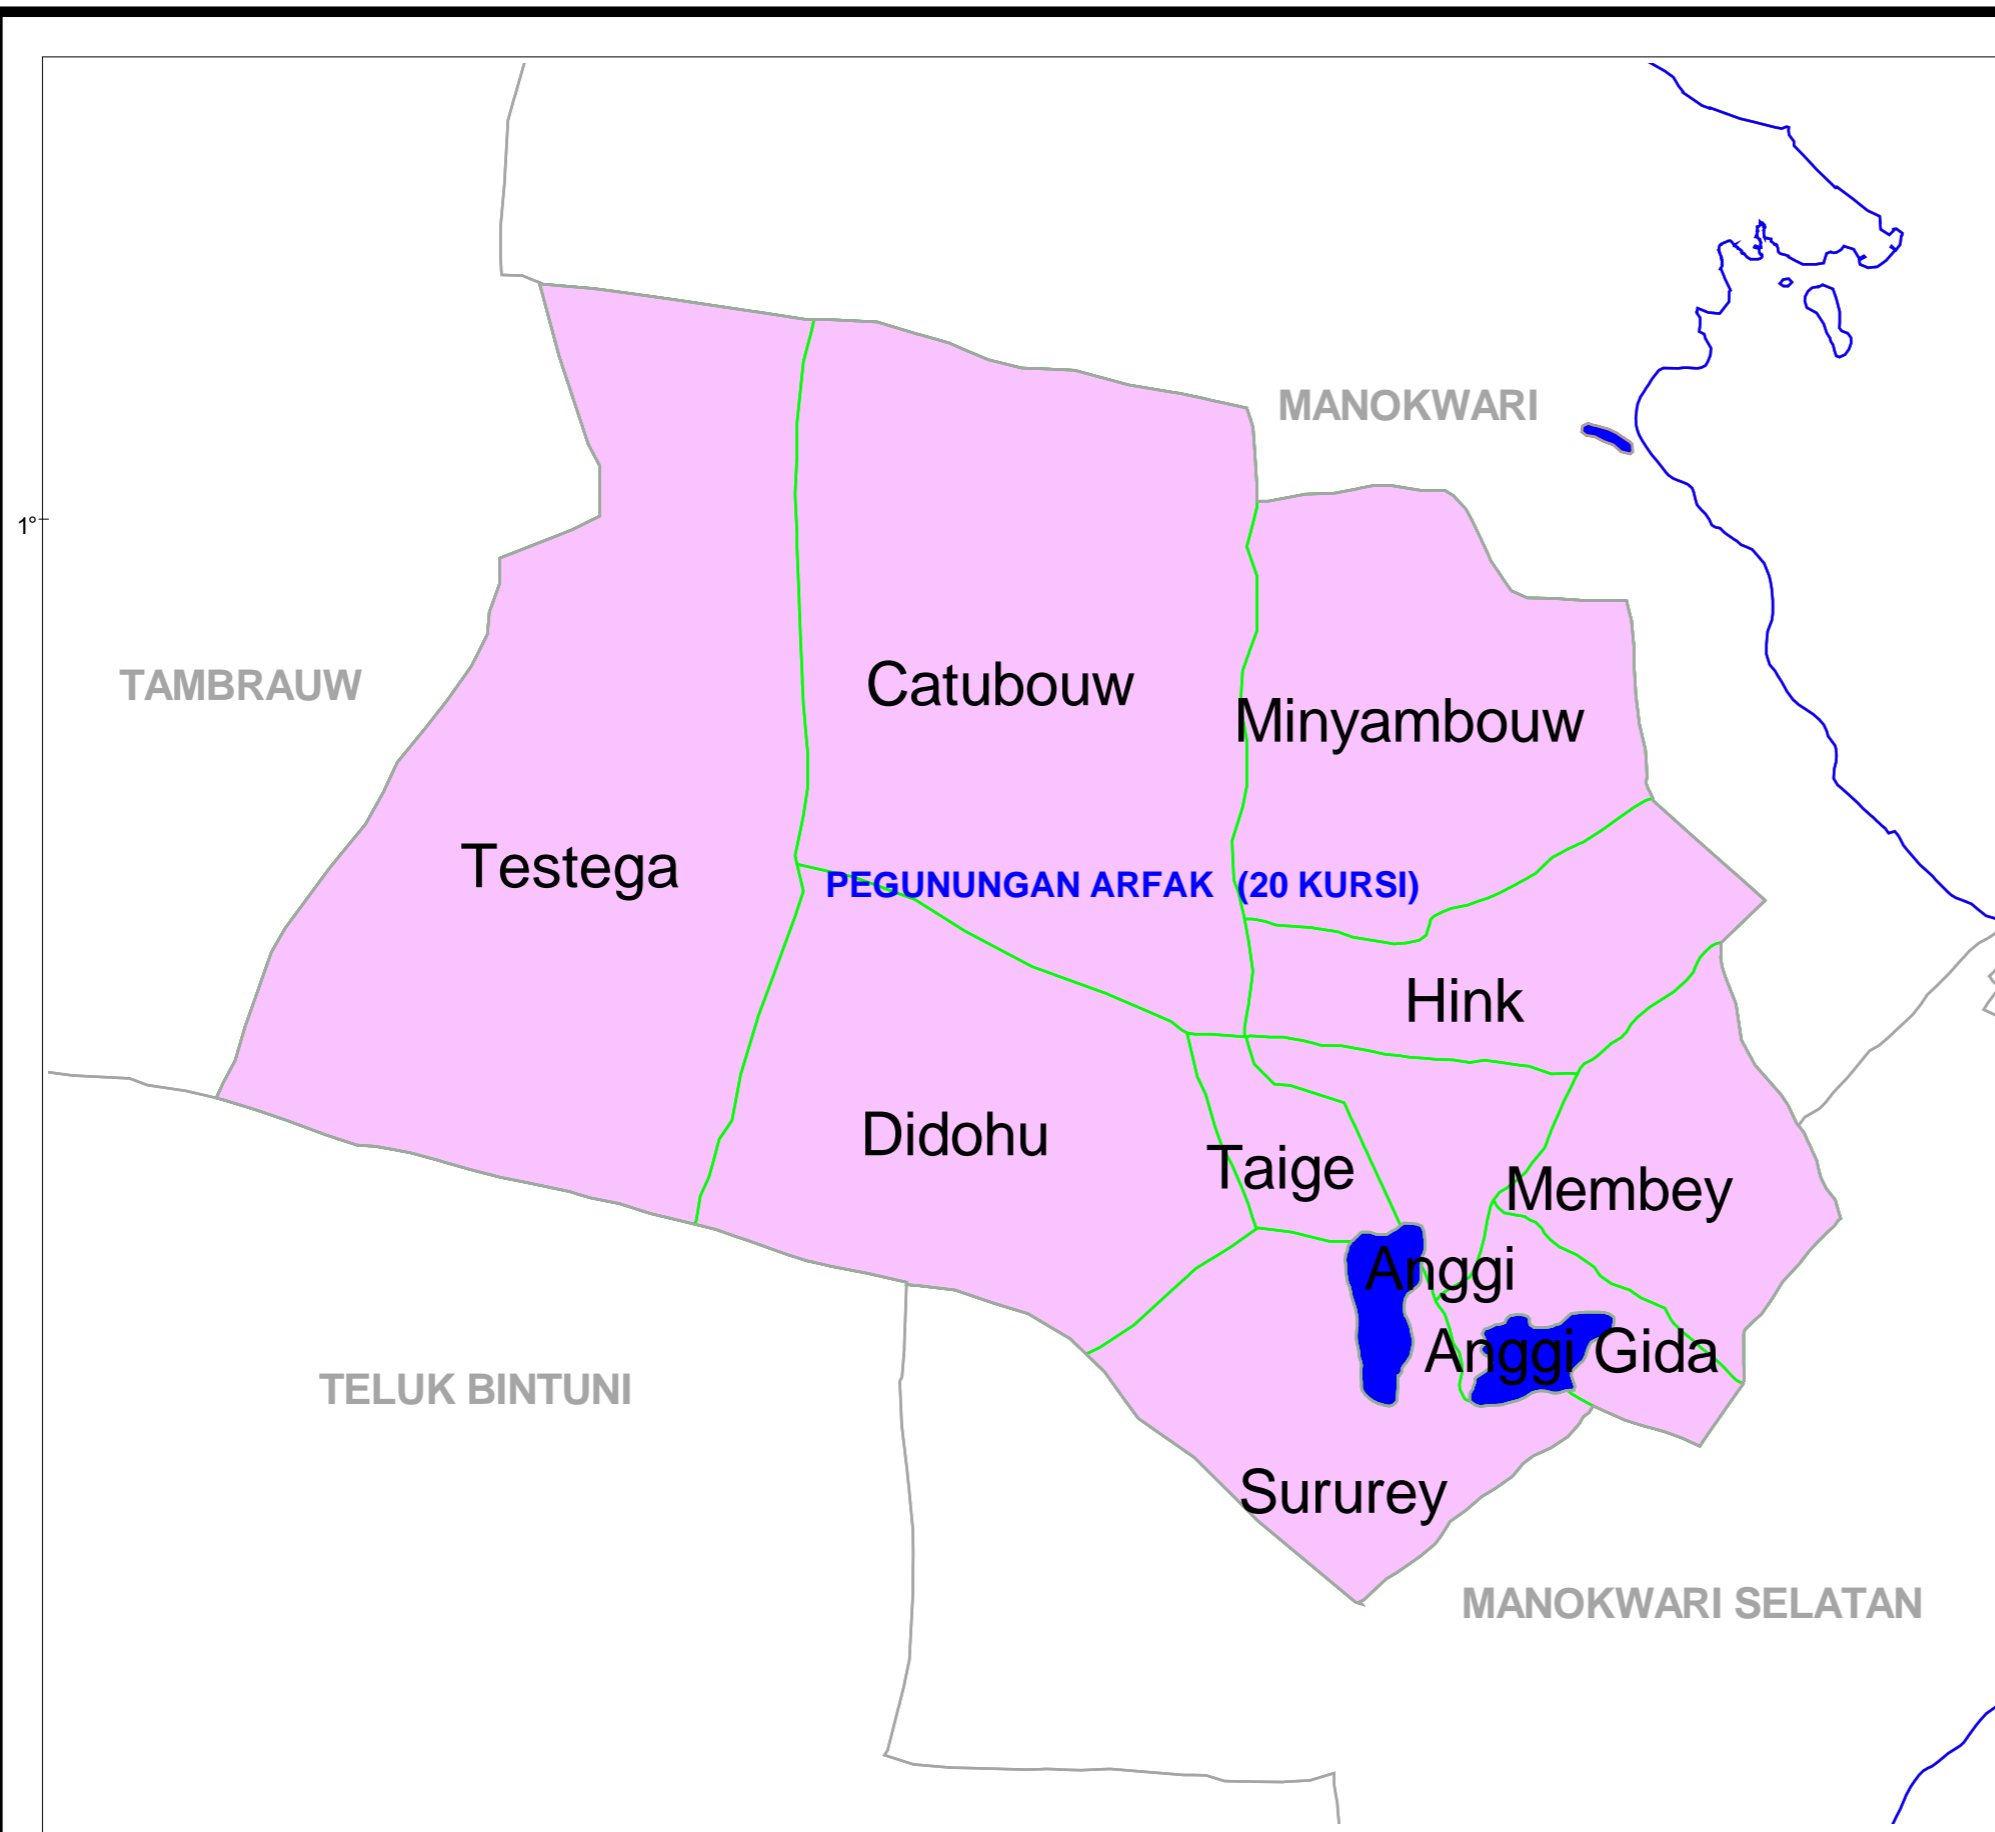 MANOKWARI
1°
TAMBRAUW
Catubouw
Minyambouw
Testega
PEGUNUNGAN ARFAK (20 KURSI)
Hink
Didohu
Taige
Membey
Anggi
Anggi Gida
TELUK BINTUNI
Sururey
MANOKWARI SELATAN